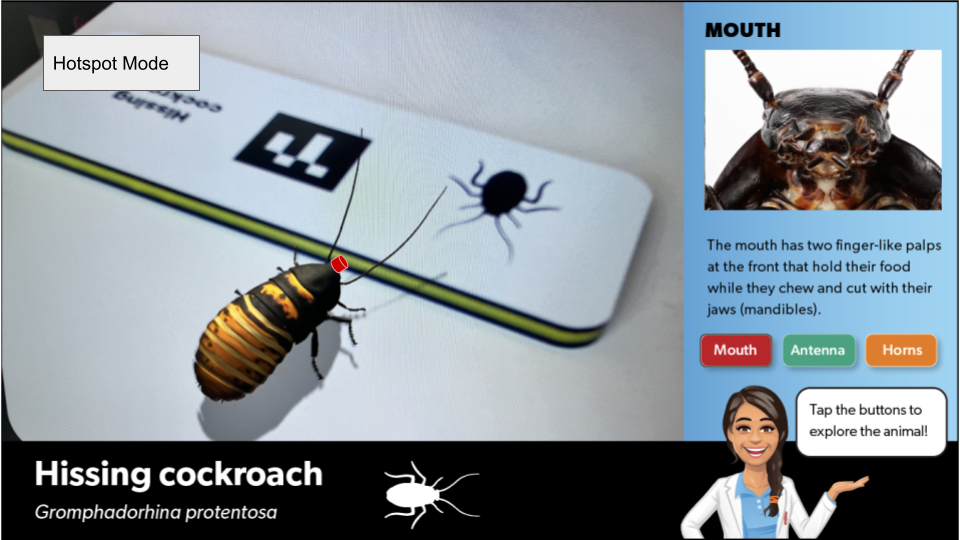 Hotspot Mode
Hissing
cockro
MOUTH
The mouth has two finger-like palps
at the front that hold their food
while they chew and cut with their
jaws (mandibles).
Mouth
Antenna
Horns
Tap the buttons to
explore the animal!
Hissing cockroach
Gromphadorhina protentosa